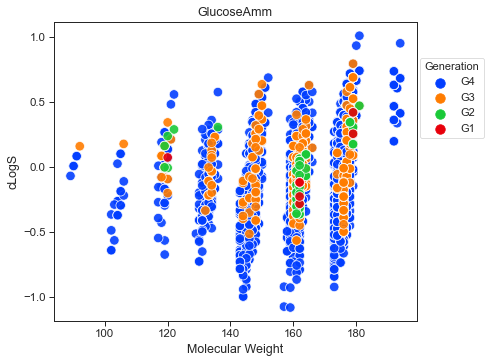 GlucoseAmm
1.0
0.5
0.0
−0.5
−1.0
cLogS
100
120
140
160
180
Molecular Weight
Generation
G4
G3
G2
G1